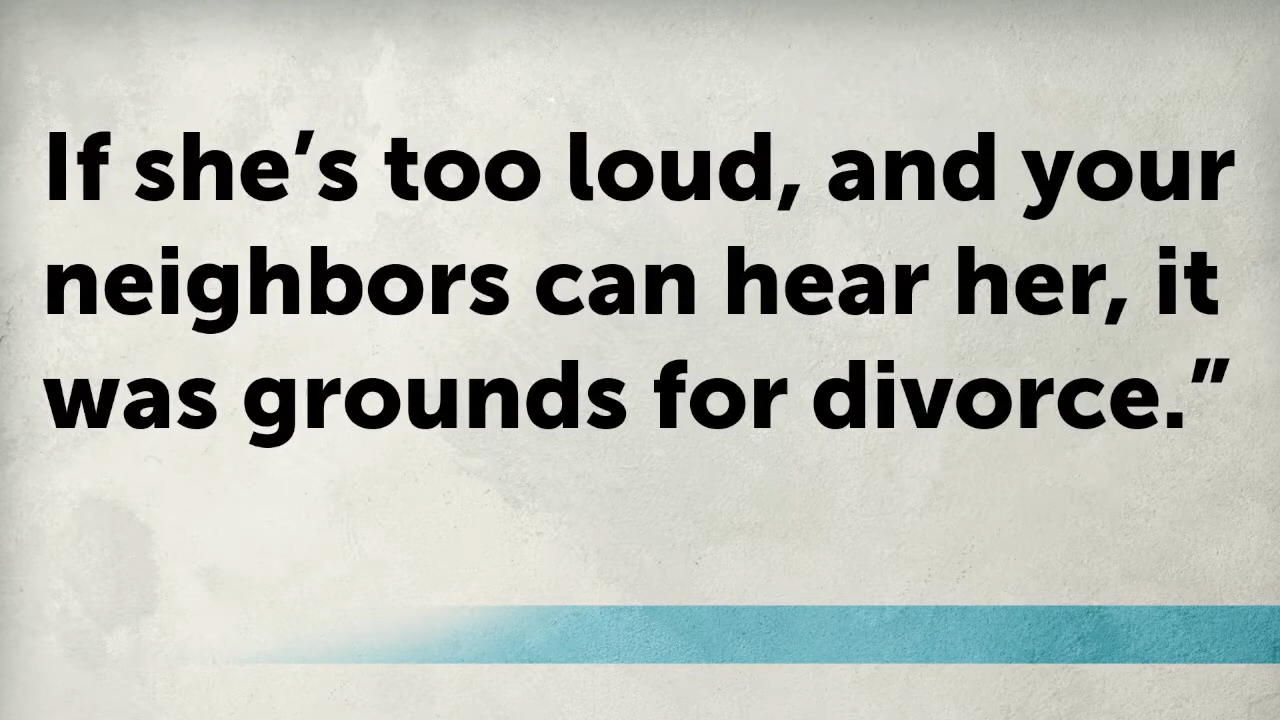 If she’s too loud, and your
neighbors can hear her, it
was grounds for divorce.”